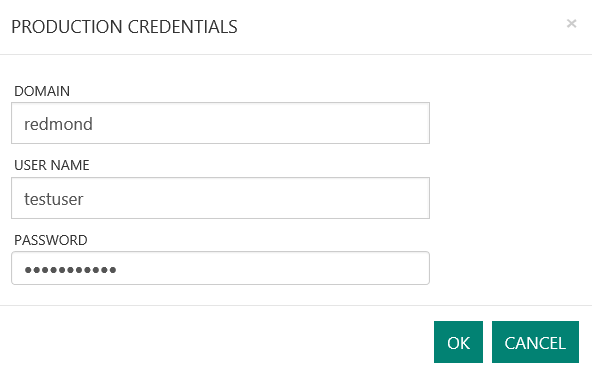 PRODUCTION CREDENTIALS ×
DOMAIN
redmond
USER NAME
testuser
PASSWORD
•••••••••••
OK CANCEL